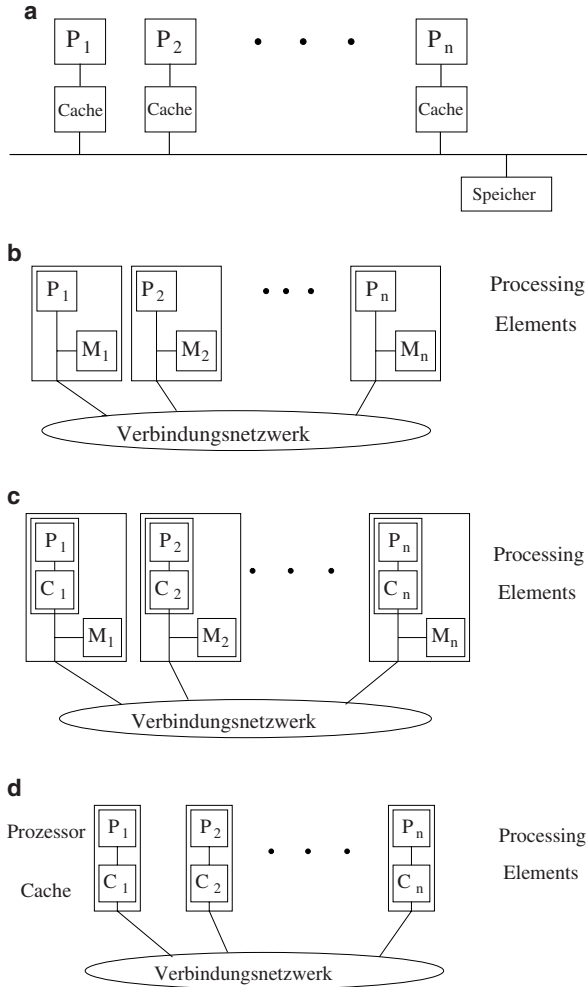 a
P1 P2 Pn
Cache Cache Cache
Speicher
b
P1 P2 Pn Processing
Elements
M1 M2 Mn
Verbindungsnetzwerk
c
P1 P2 Pn Processing
C1 C2 Cn Elements
M1 M2 Mn
Verbindungsnetzwerk
d
Prozessor P1 P2 Pn Processing
Cache C1 C2 Cn Elements
Verbindungsnetzwerk